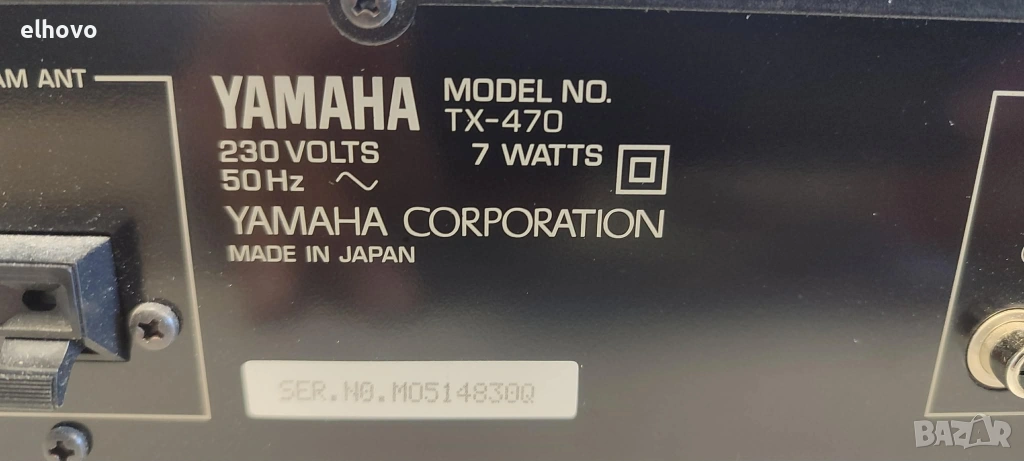 elhovo
AM ANT
YAMAHA
MODEL NO.
TX-470
230 VOLTS
7 WATTS
50 Hz
YAMAHA CORPORATION
MADE IN JAPAN
SER.NO.M0514830Q
BAZAR